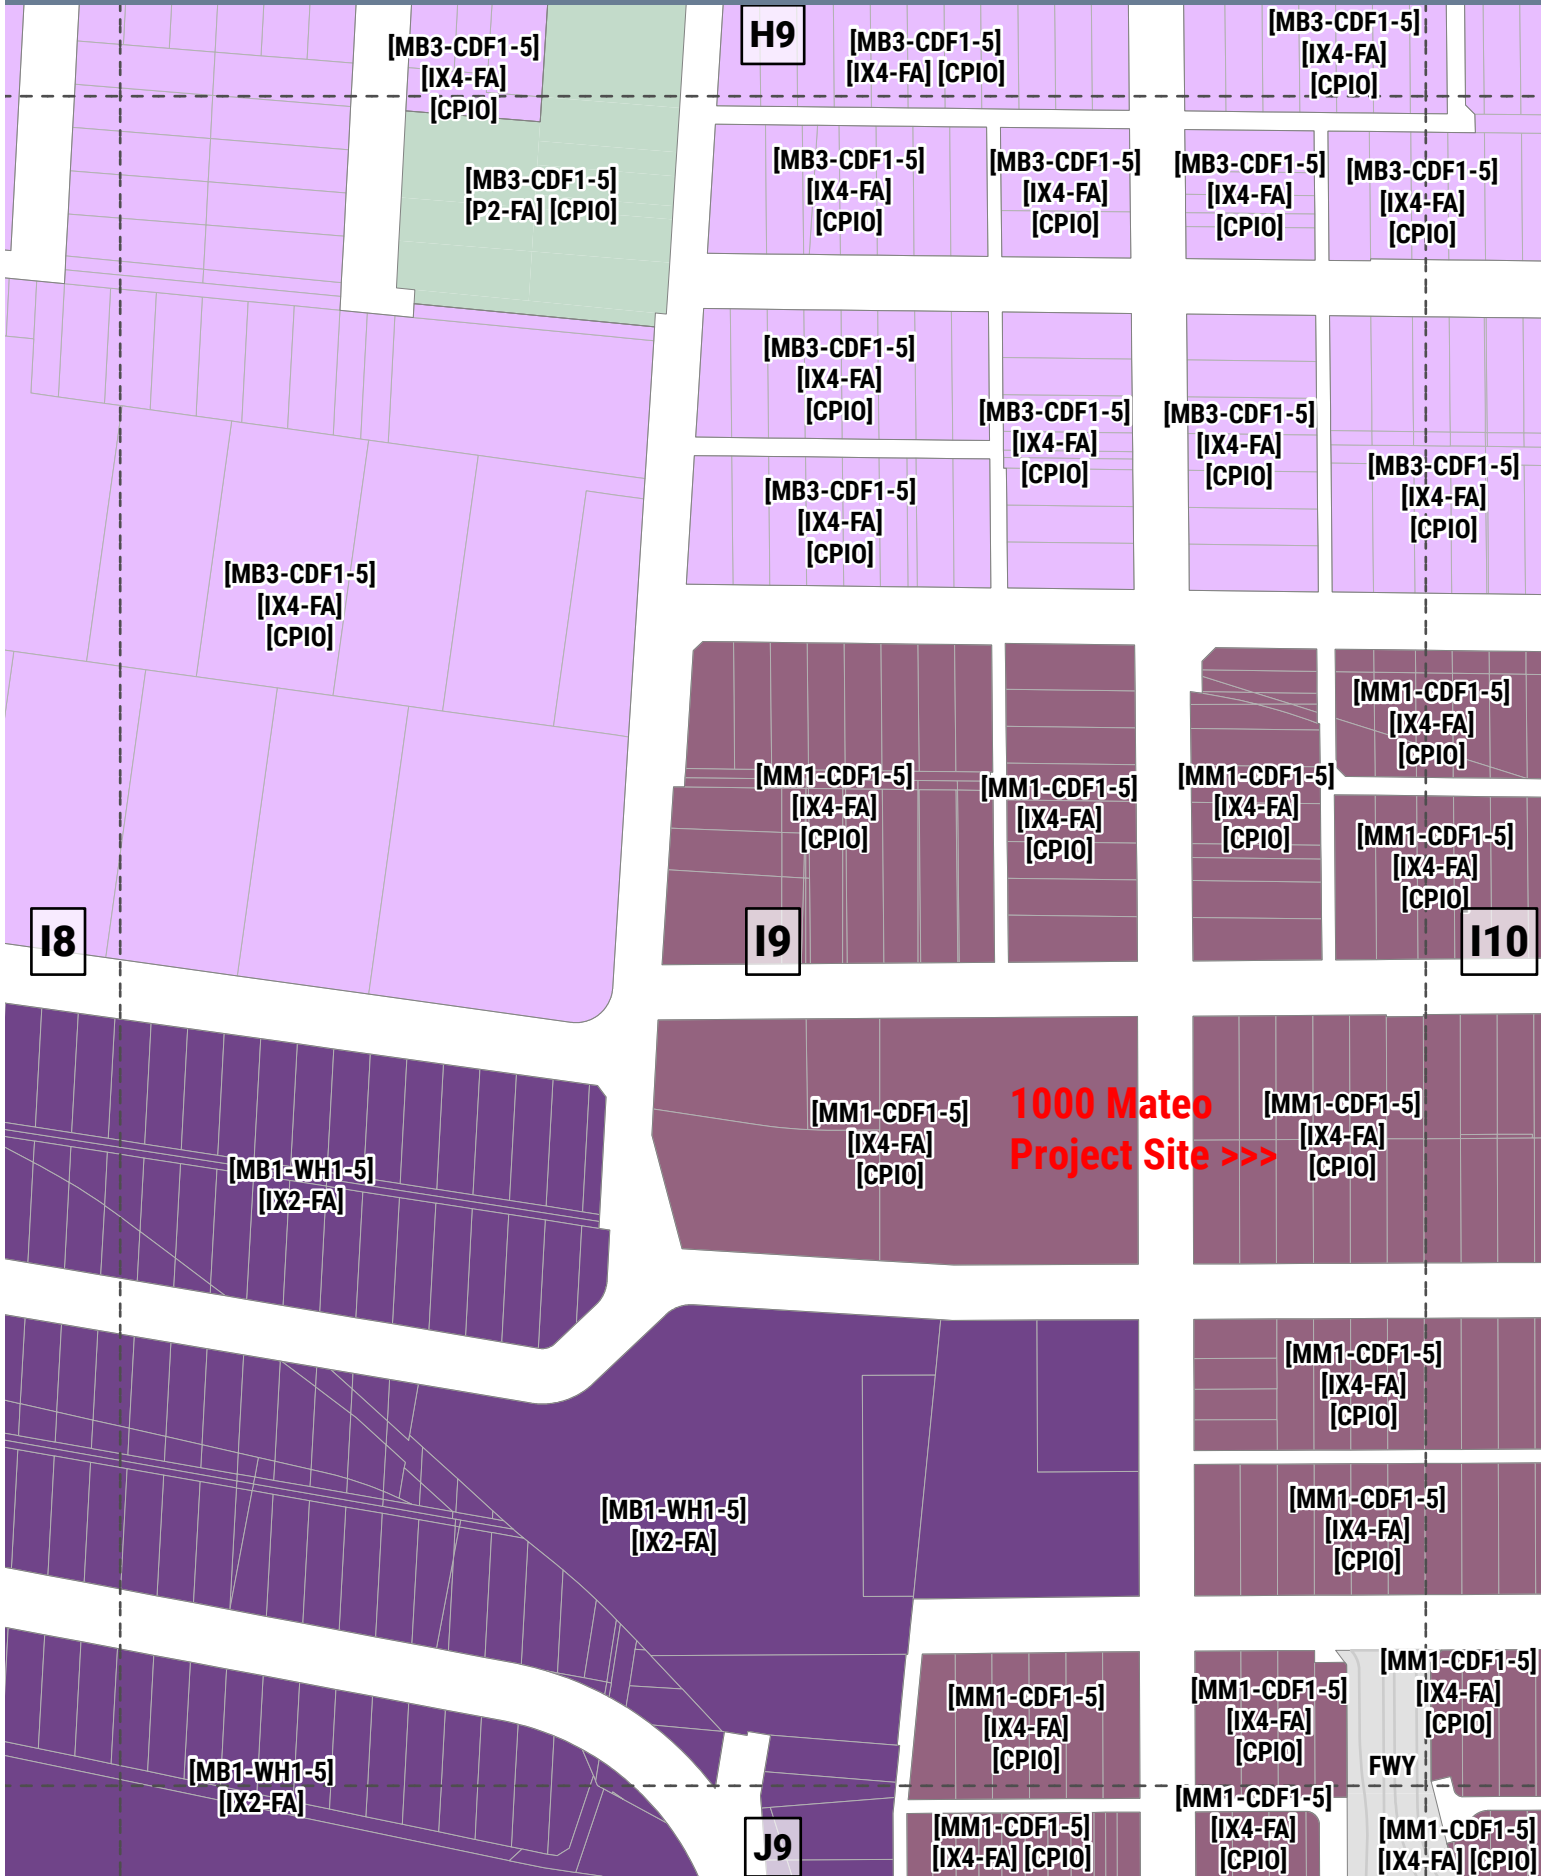 [MB3-CDF1-5]
[IX4-FA]
[CPIO]
H9
[MB3-CDF1-5]
[IX4-FA] [CPIO]
[MB3-CDF1-5]
[IX4-FA]
[CPIO]
[MB3-CDF1-5]
[P2-FA] [CPIO]
[MB3-CDF1-5]
[IX4-FA]
[CPIO]
[MB3-CDF1-5]
[IX4-FA]
[CPIO]
[MB3-CDF1-5]
[IX4-FA]
[CPIO]
[MB3-CDF1-5]
[IX4-FA]
[CPIO]
[MB3-CDF1-5]
[IX4-FA]
[CPIO]
[MB3-CDF1-5]
[IX4-FA]
[CPIO]
[MB3-CDF1-5]
[IX4-FA]
[CPIO]
[MB3-CDF1-5]
[IX4-FA]
[CPIO]
[MB3-CDF1-5]
[IX4-FA]
[CPIO]
[MB3-CDF1-5]
[IX4-FA]
[CPIO]
[MM1-CDF1-5]
[IX4-FA]
[CPIO]
[MM1-CDF1-5]
[IX4-FA]
[CPIO]
[MM1-CDF1-5]
[IX4-FA]
[CPIO]
[MM1-CDF1-5]
[IX4-FA]
[CPIO]
[MM1-CDF1-5]
[IX4-FA]
[CPIO]
I8
I9
I10
[MM1-CDF1-5]
[IX4-FA]
[CPIO]
1000 Mateo
Project Site >>>
[MM1-CDF1-5]
[IX4-FA]
[CPIO]
[MB1-WH1-5]
[IX2-FA]
[MM1-CDF1-5]
[IX4-FA]
[CPIO]
[MB1-WH1-5]
[IX2-FA]
[MM1-CDF1-5]
[IX4-FA]
[CPIO]
[MM1-CDF1-5]
[IX4-FA]
[CPIO]
[MM1-CDF1-5]
[IX4-FA]
[CPIO]
[MM1-CDF1-5]
[IX4-FA]
[CPIO]
FWY
[MB1-WH1-5]
[IX2-FA]
J9
[MM1-CDF1-5]
[IX4-FA] [CPIO]
[MM1-CDF1-5]
[IX4-FA]
[CPIO]
[MM1-CDF1-5]
[IX4-FA] [CPIO]